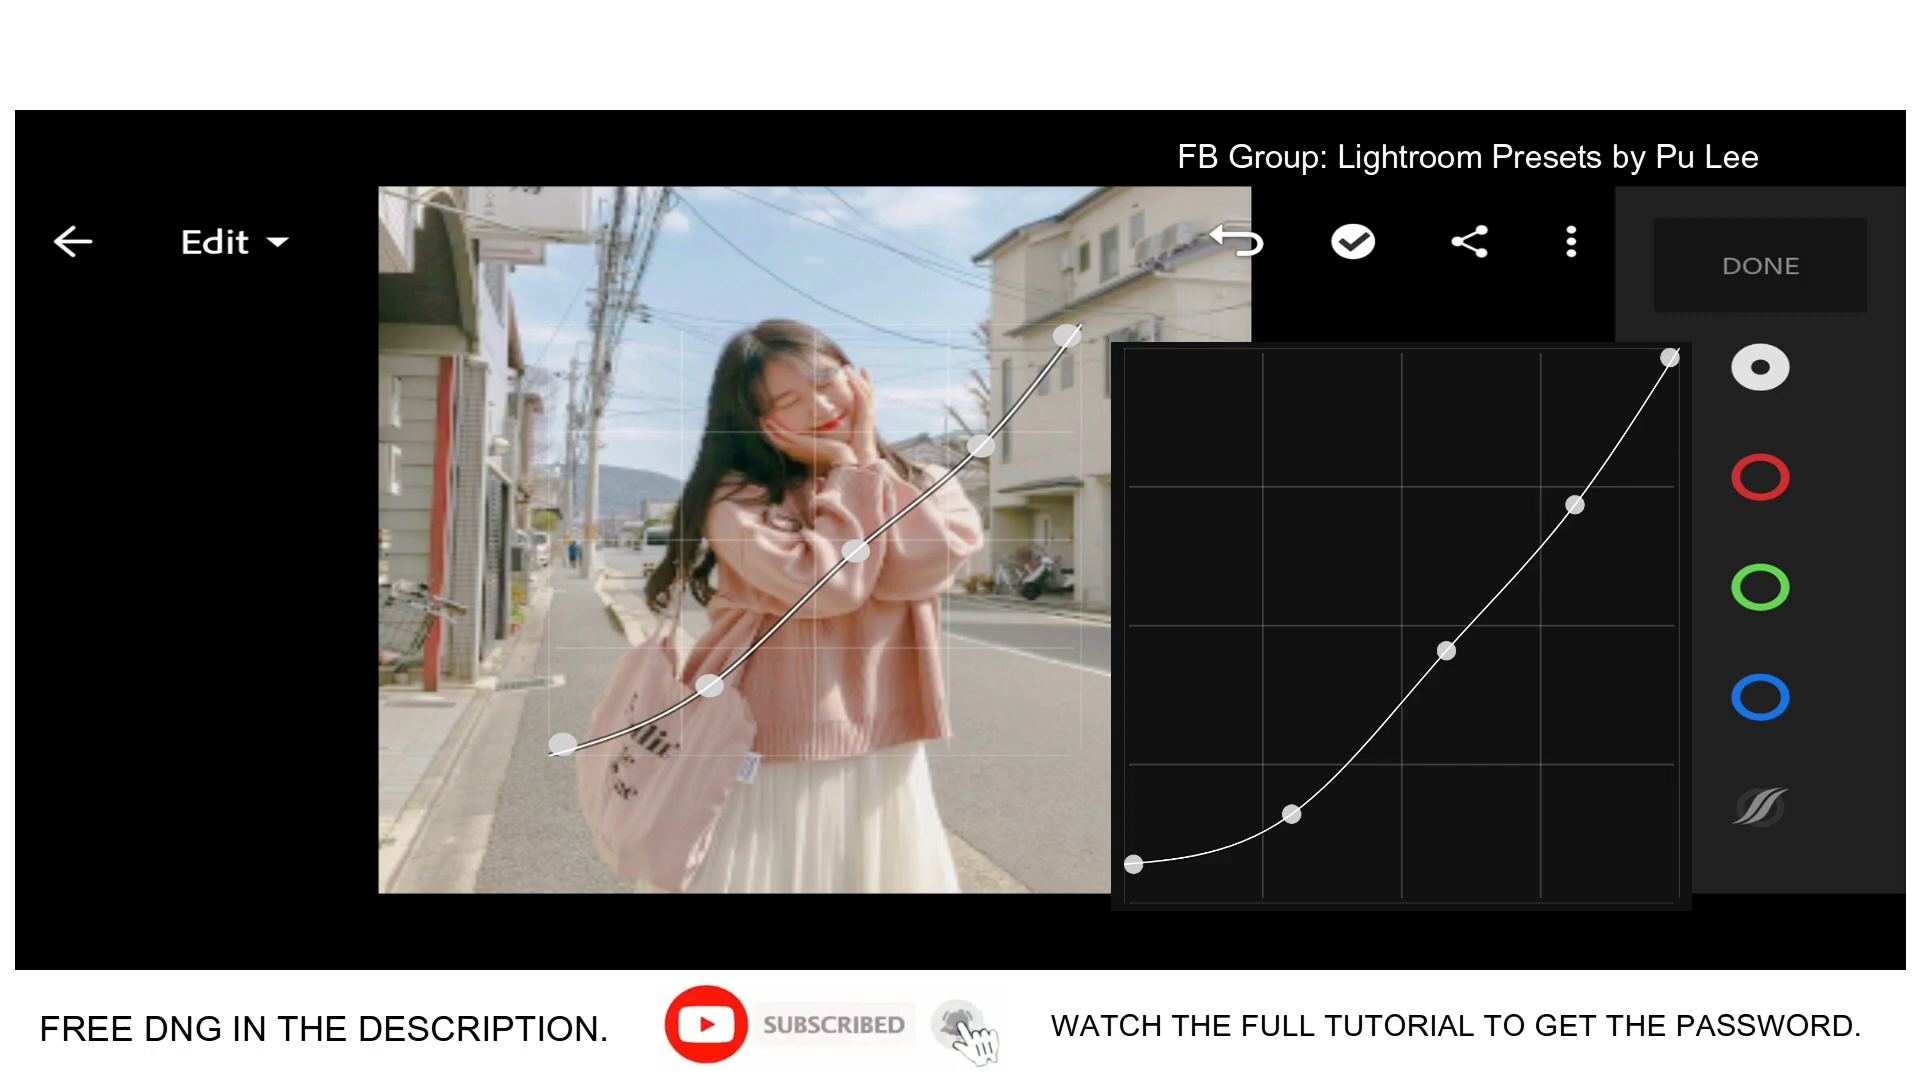 FB Group: Lightroom Presets by Pu Lee
Edit
DONE
FREE DNG IN THE DESCRIPTION.
SUBSCRIBED
WATCH THE FULL TUTORIAL TO GET THE PASSWORD.